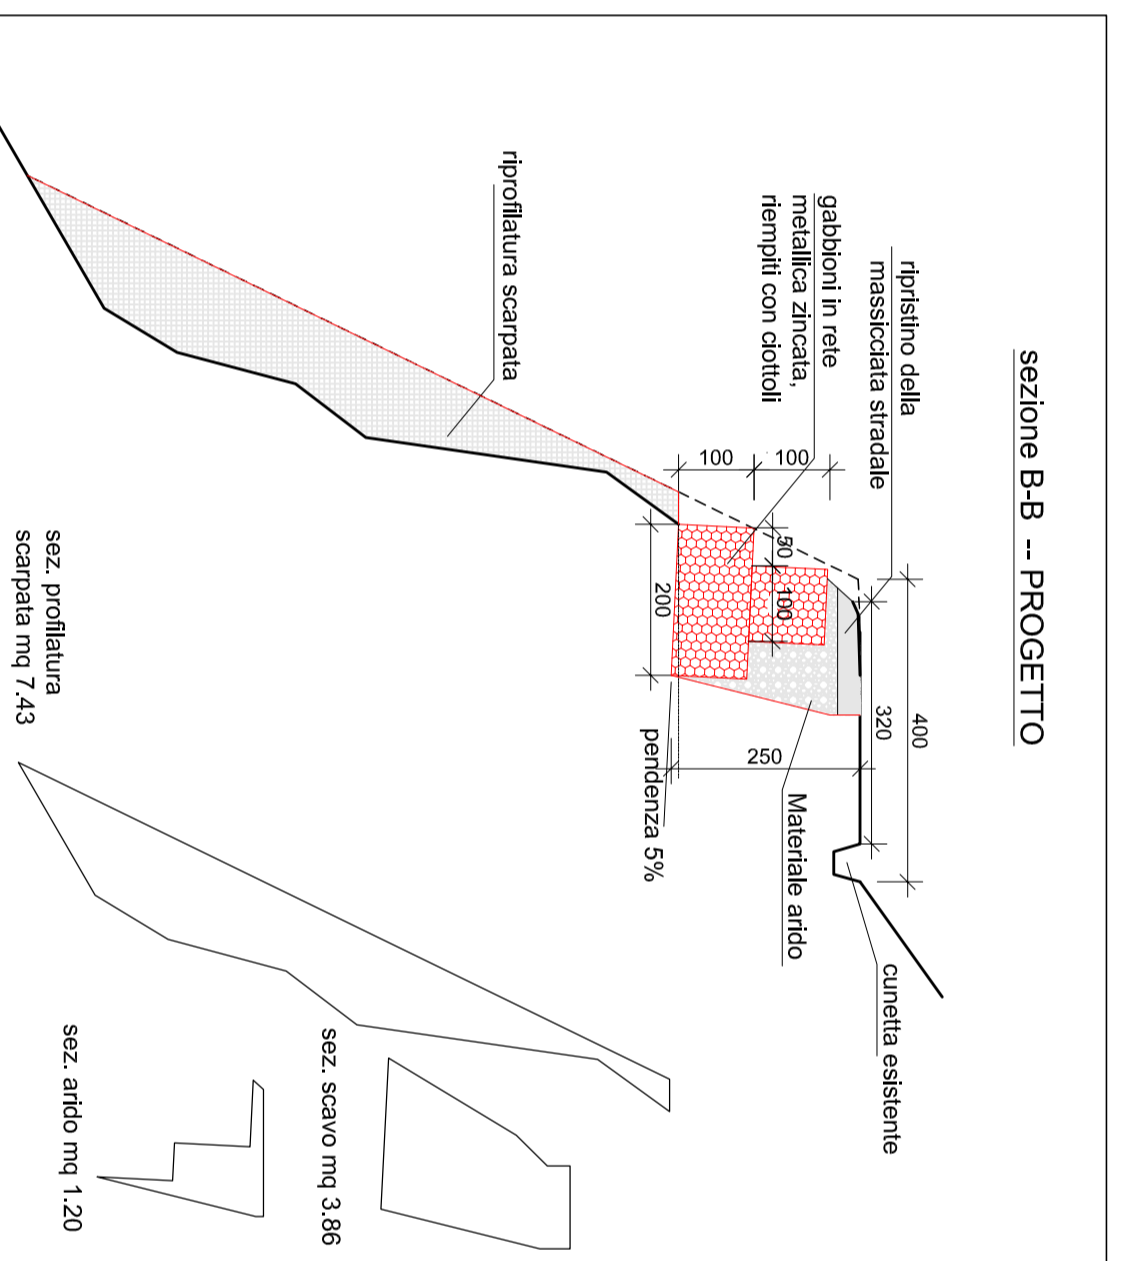 sezione B-B -- PROGETTO
ripristino della
massicciata stradale
gabbioni in rete
metallica zincata,
riempiti con ciottoli
riprofilatura scarpata
400
320
250
100
100
50
100
200
pendenza 5%
Materiale arido
cunetta esistente
sez. profilatura
scarpata mq 7.43
sez. scavo mq 3.86
sez. arido mq 1.20